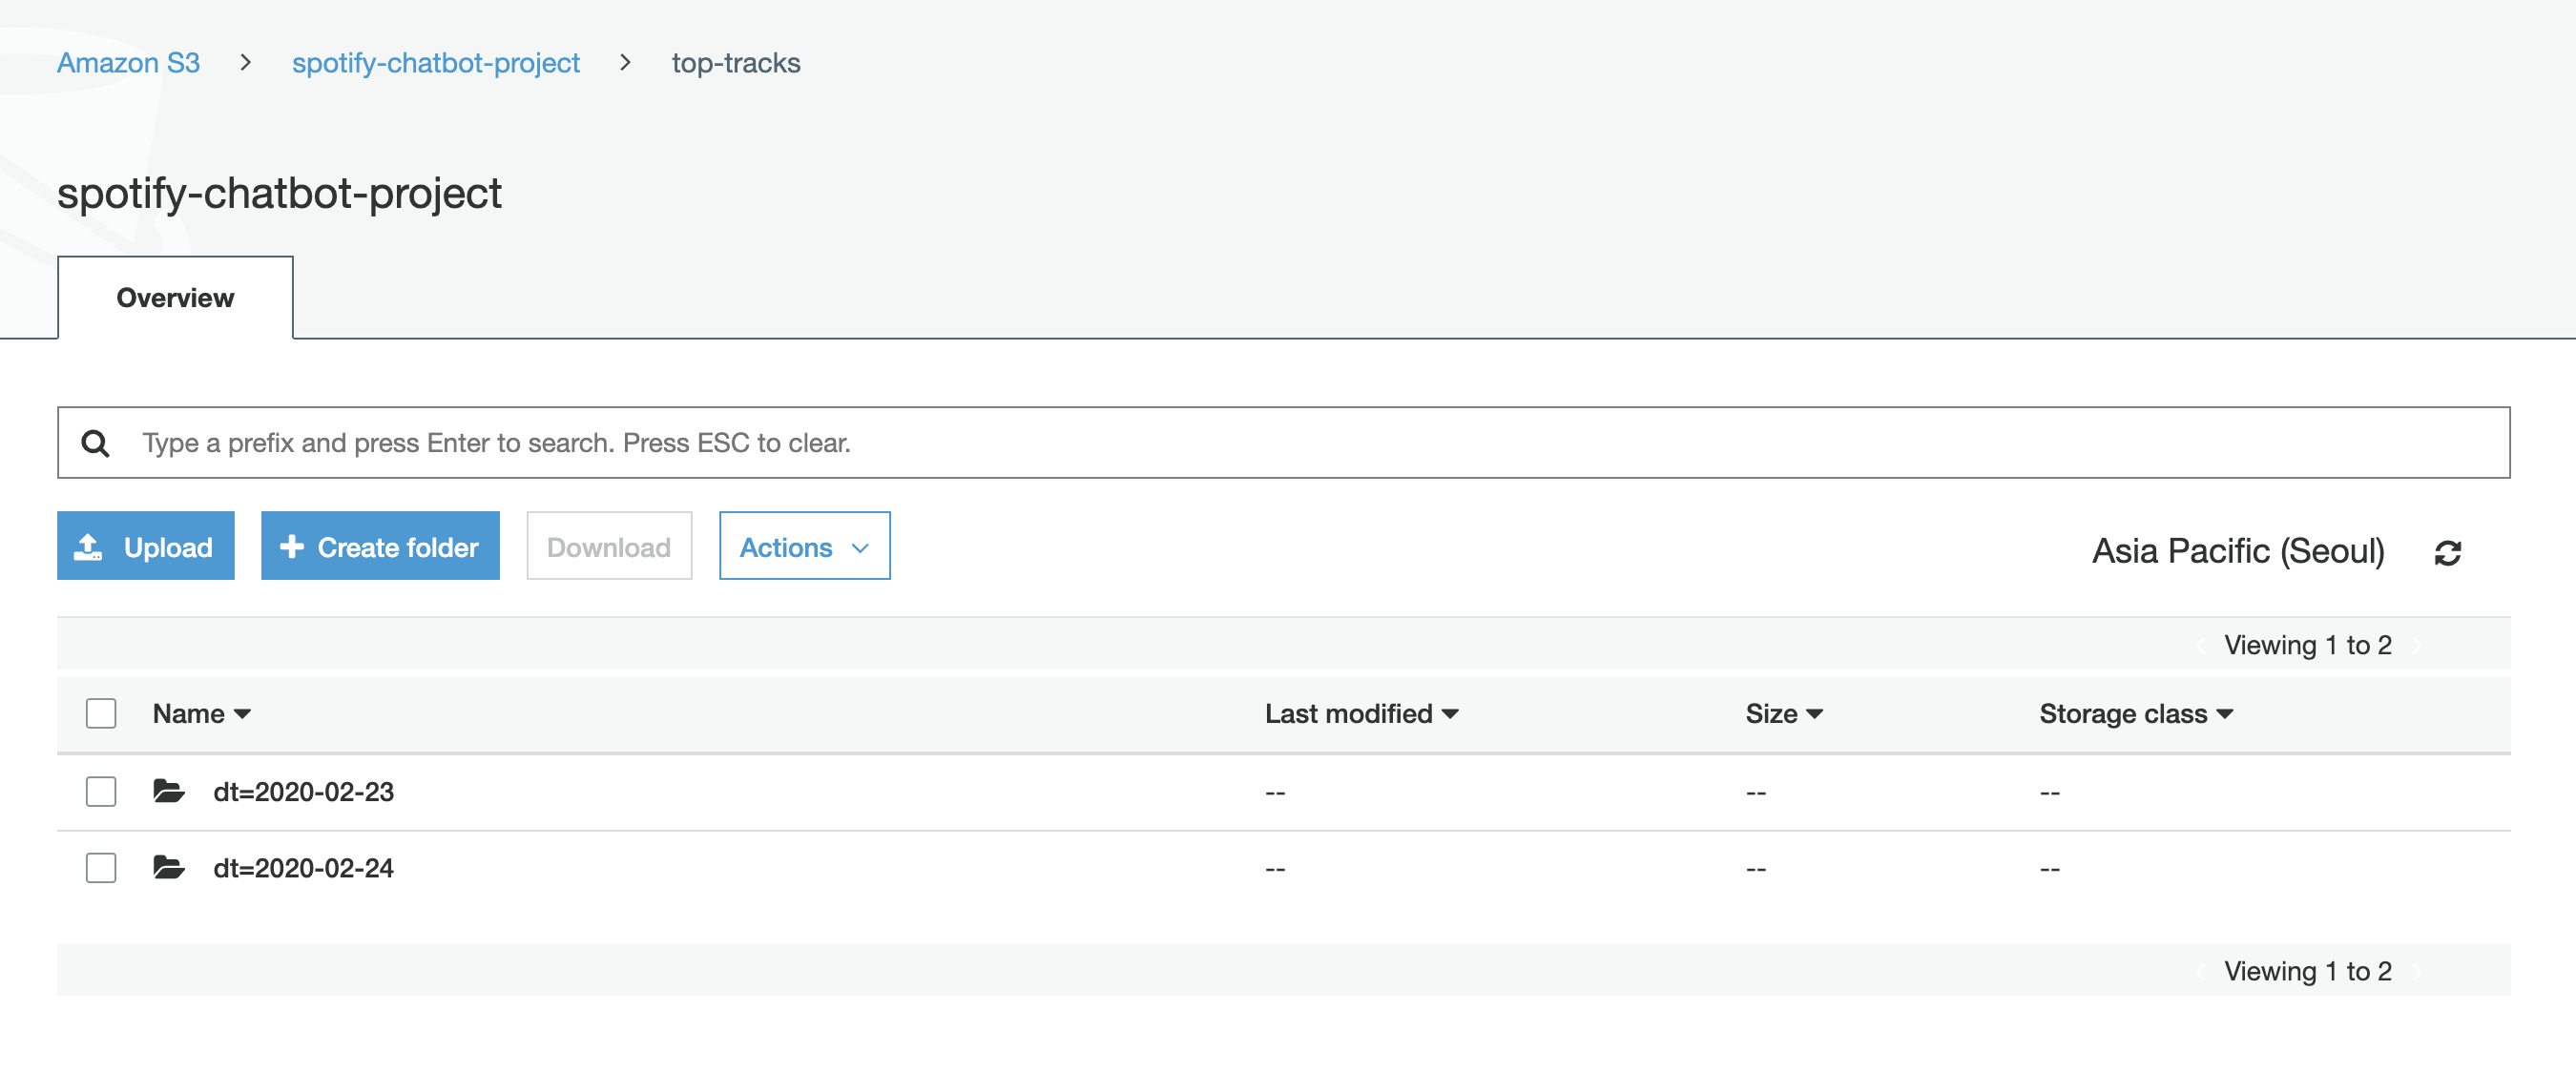 Amazon S3 > spotify-chatbot-project > top-tracks
spotify-chatbot-project
Overview
Type a prefix and press Enter to search. Press ESC to clear.
Upload + Create folder Download Actions Asia Pacific (Seoul)
Viewing 1 to 2
Name Last modified Size Storage class
dt=2020-02-23 -- -- --
dt=2020-02-24 -- -- --
Viewing 1 to 2